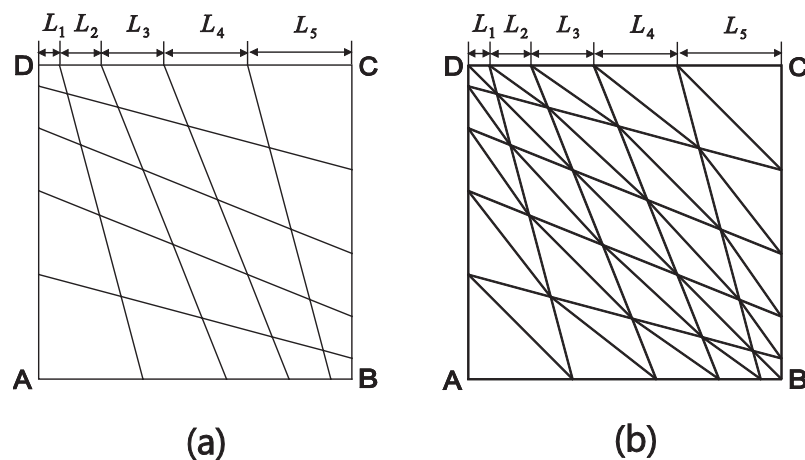 L₁ L₂ L₃ L₄ L₅ L₁ L₂ L₃ L₄ L₅
D C D C
A B A B
(a) (b)